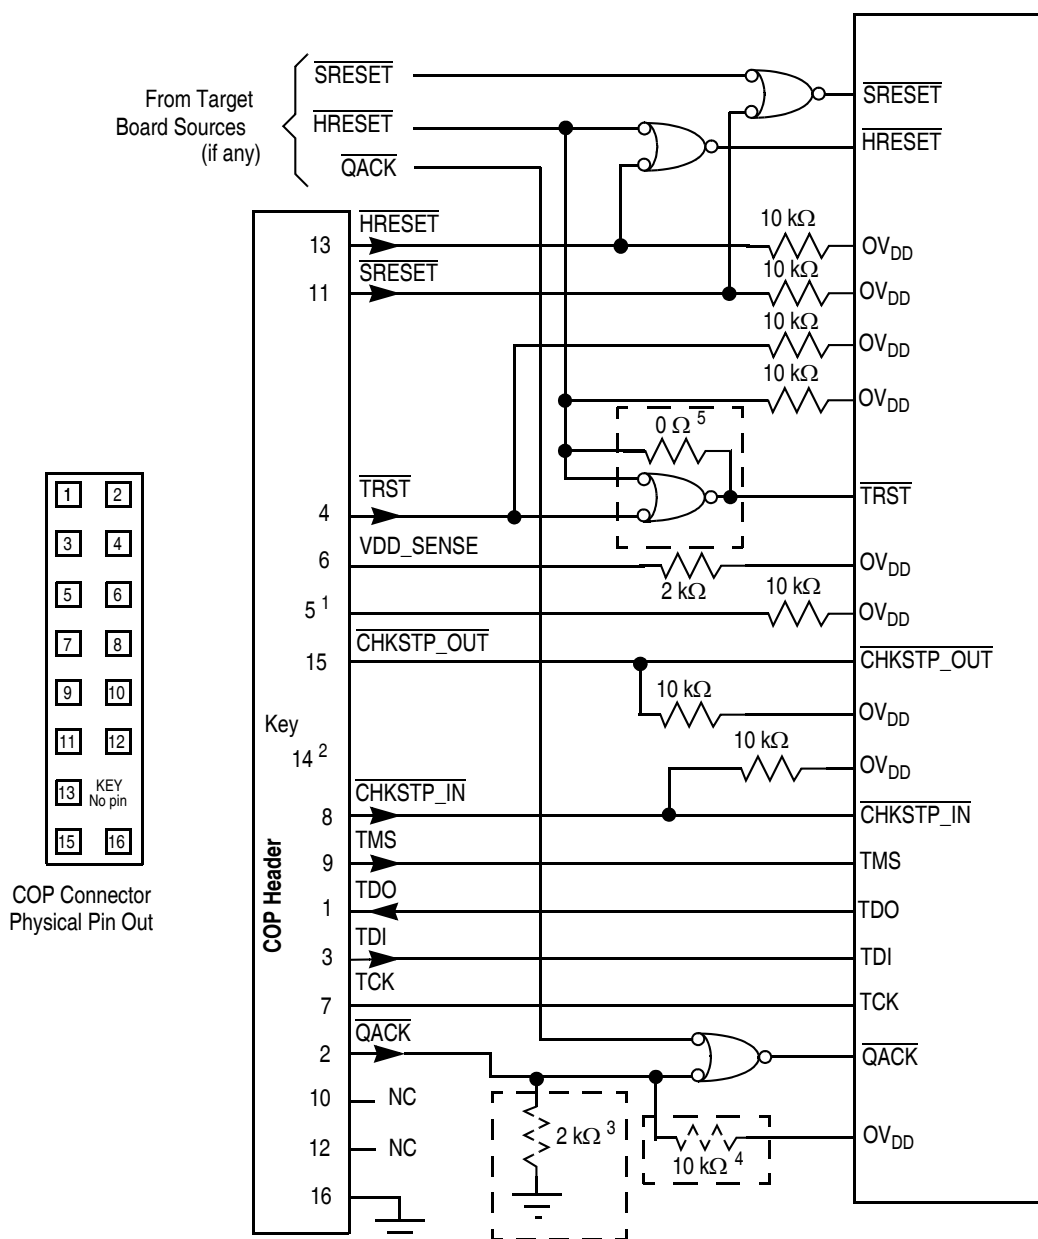 From Target
Board Sources
(if any)
SRESET
HRESET
QACK
SRESET
HRESET
13 HRESET 10 kΩ OVDD
11 SRESET 10 kΩ OVDD
10 kΩ OVDD
10 kΩ OVDD
0 Ω 5
4 TRST TRST
6 VDD_SENSE 2 kΩ OVDD
5 1 10 kΩ OVDD
15 CHKSTP_OUT CHKSTP_OUT
10 kΩ OVDD
Key
14 2
10 kΩ OVDD
8 CHKSTP_IN CHKSTP_IN
9 TMS TMS
1 TDO TDO
3 TDI TDI
7 TCK TCK
2 QACK QACK
10 NC
12 NC
16
2 kΩ 3
10 kΩ 4 OVDD
COP Header
1 2
3 4
5 6
7 8
9 10
11 12
13 KEY
No pin
15 16
COP Connector
Physical Pin Out